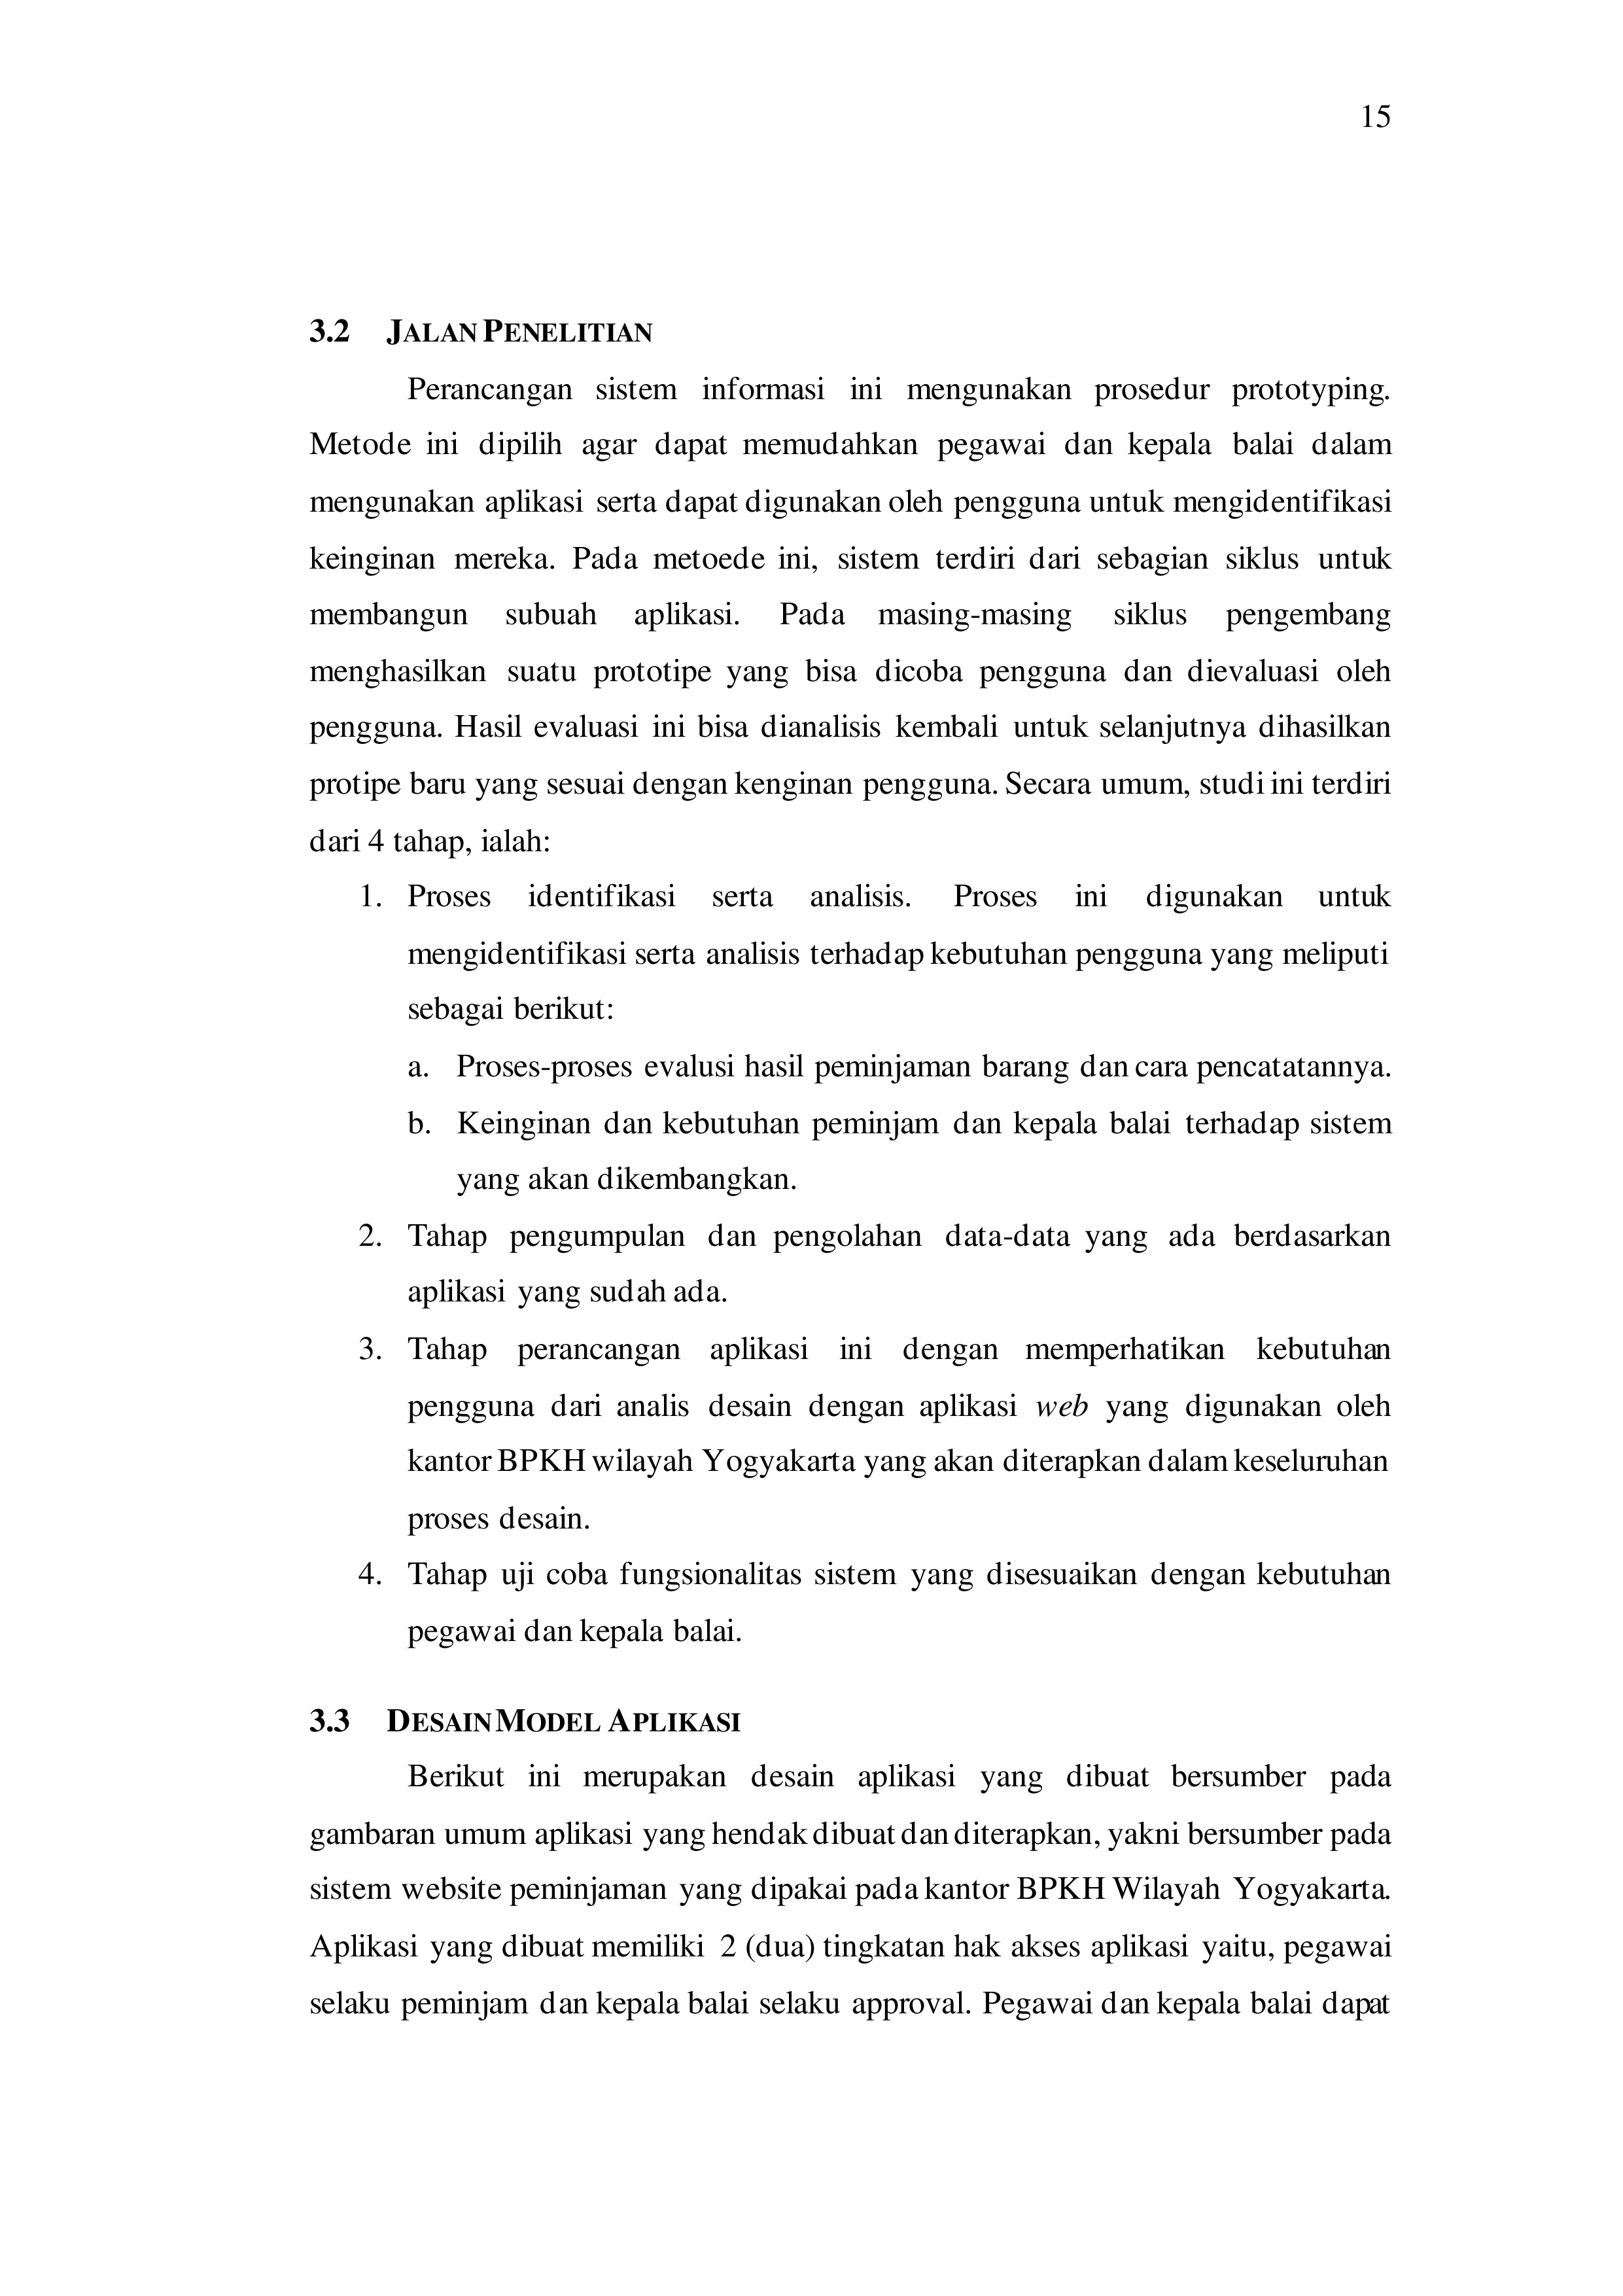 15
3.2 JALAN PENELITIAN
Perancangan sistem informasi ini mengunakan prosedur prototyping.
Metode ini dipilih agar dapat memudahkan pegawai dan kepala balai dalam
mengunakan aplikasi serta dapat digunakan oleh pengguna untuk mengidentifikasi
keinginan mereka. Pada metoede ini, sistem terdiri dari sebagian siklus untuk
membangun subuah aplikasi. Pada masing-masing siklus pengembang
menghasilkan suatu prototipe yang bisa dicoba pengguna dan dievaluasi oleh
pengguna. Hasil evaluasi ini bisa dianalisis kembali untuk selanjutnya dihasilkan
protipe baru yang sesuai dengan kenginan pengguna. Secara umum, studi ini terdiri
dari 4 tahap, ialah:
1. Proses identifikasi serta analisis. Proses ini digunakan untuk
mengidentifikasi serta analisis terhadap kebutuhan pengguna yang meliputi
sebagai berikut:
a. Proses-proses evalusi hasil peminjaman barang dan cara pencatatannya.
b. Keinginan dan kebutuhan peminjam dan kepala balai terhadap sistem
yang akan dikembangkan.
2. Tahap pengumpulan dan pengolahan data-data yang ada berdasarkan
aplikasi yang sudah ada.
3. Tahap perancangan aplikasi ini dengan memperhatikan kebutuhan
pengguna dari analis desain dengan aplikasi web yang digunakan oleh
kantor BPKH wilayah Yogyakarta yang akan diterapkan dalam keseluruhan
proses desain.
4. Tahap uji coba fungsionalitas sistem yang disesuaikan dengan kebutuhan
pegawai dan kepala balai.
3.3 DESAIN MODEL APLIKASI
Berikut ini merupakan desain aplikasi yang dibuat bersumber pada
gambaran umum aplikasi yang hendak dibuat dan diterapkan, yakni bersumber pada
sistem website peminjaman yang dipakai pada kantor BPKH Wilayah Yogyakarta.
Aplikasi yang dibuat memiliki 2 (dua) tingkatan hak akses aplikasi yaitu, pegawai
selaku peminjam dan kepala balai selaku approval. Pegawai dan kepala balai dapat